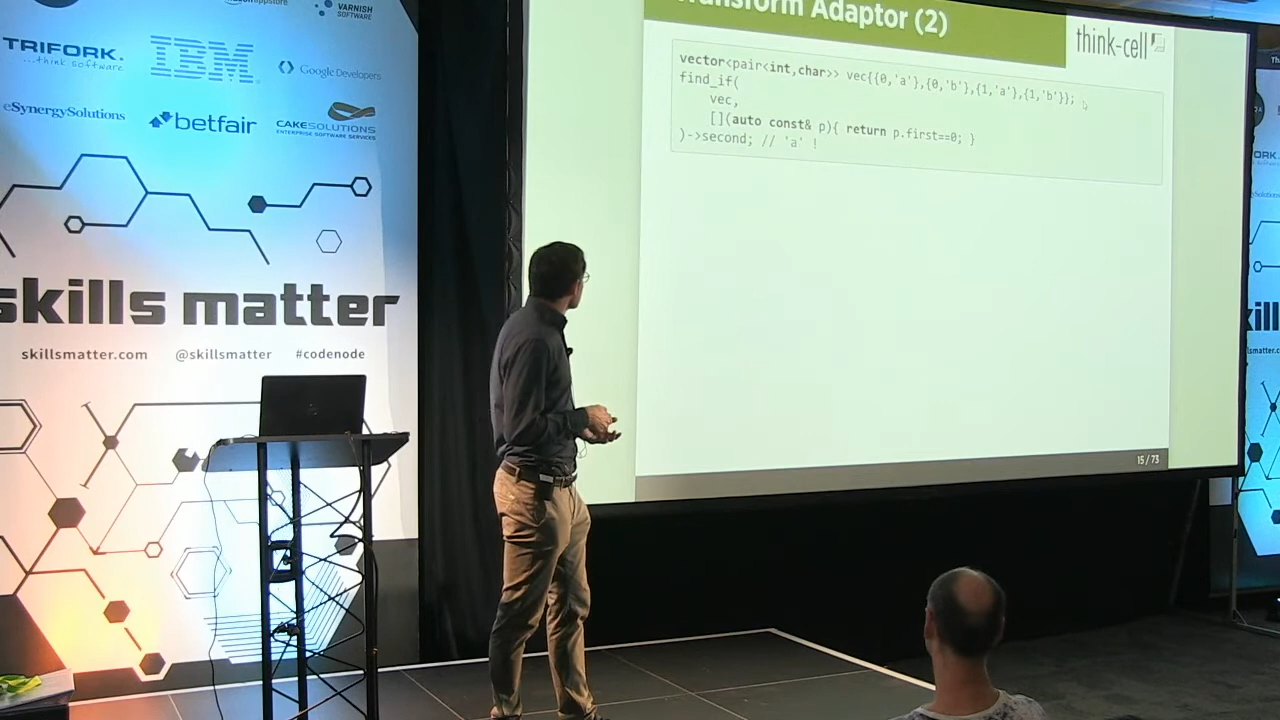 VARNISH
SOFTWARE
TRIFORK.
...think software
IBM
Google Developers
eSynergySolutions
betfair
CAKESOLUTIONS
ENTERPRISE SOFTWARE SERVICES
skills matter
skillsmatter.com @skillsmatter #codenode
Transform Adaptor (2)
think-cell
vector<pair<int,char>> vec{{0,'a'},{0,'b'},{1,'a'},{1,'b'}};
find_if(
vec,
[](auto const& p){ return p.first==0; }
)->second; // 'a' !
15 / 73